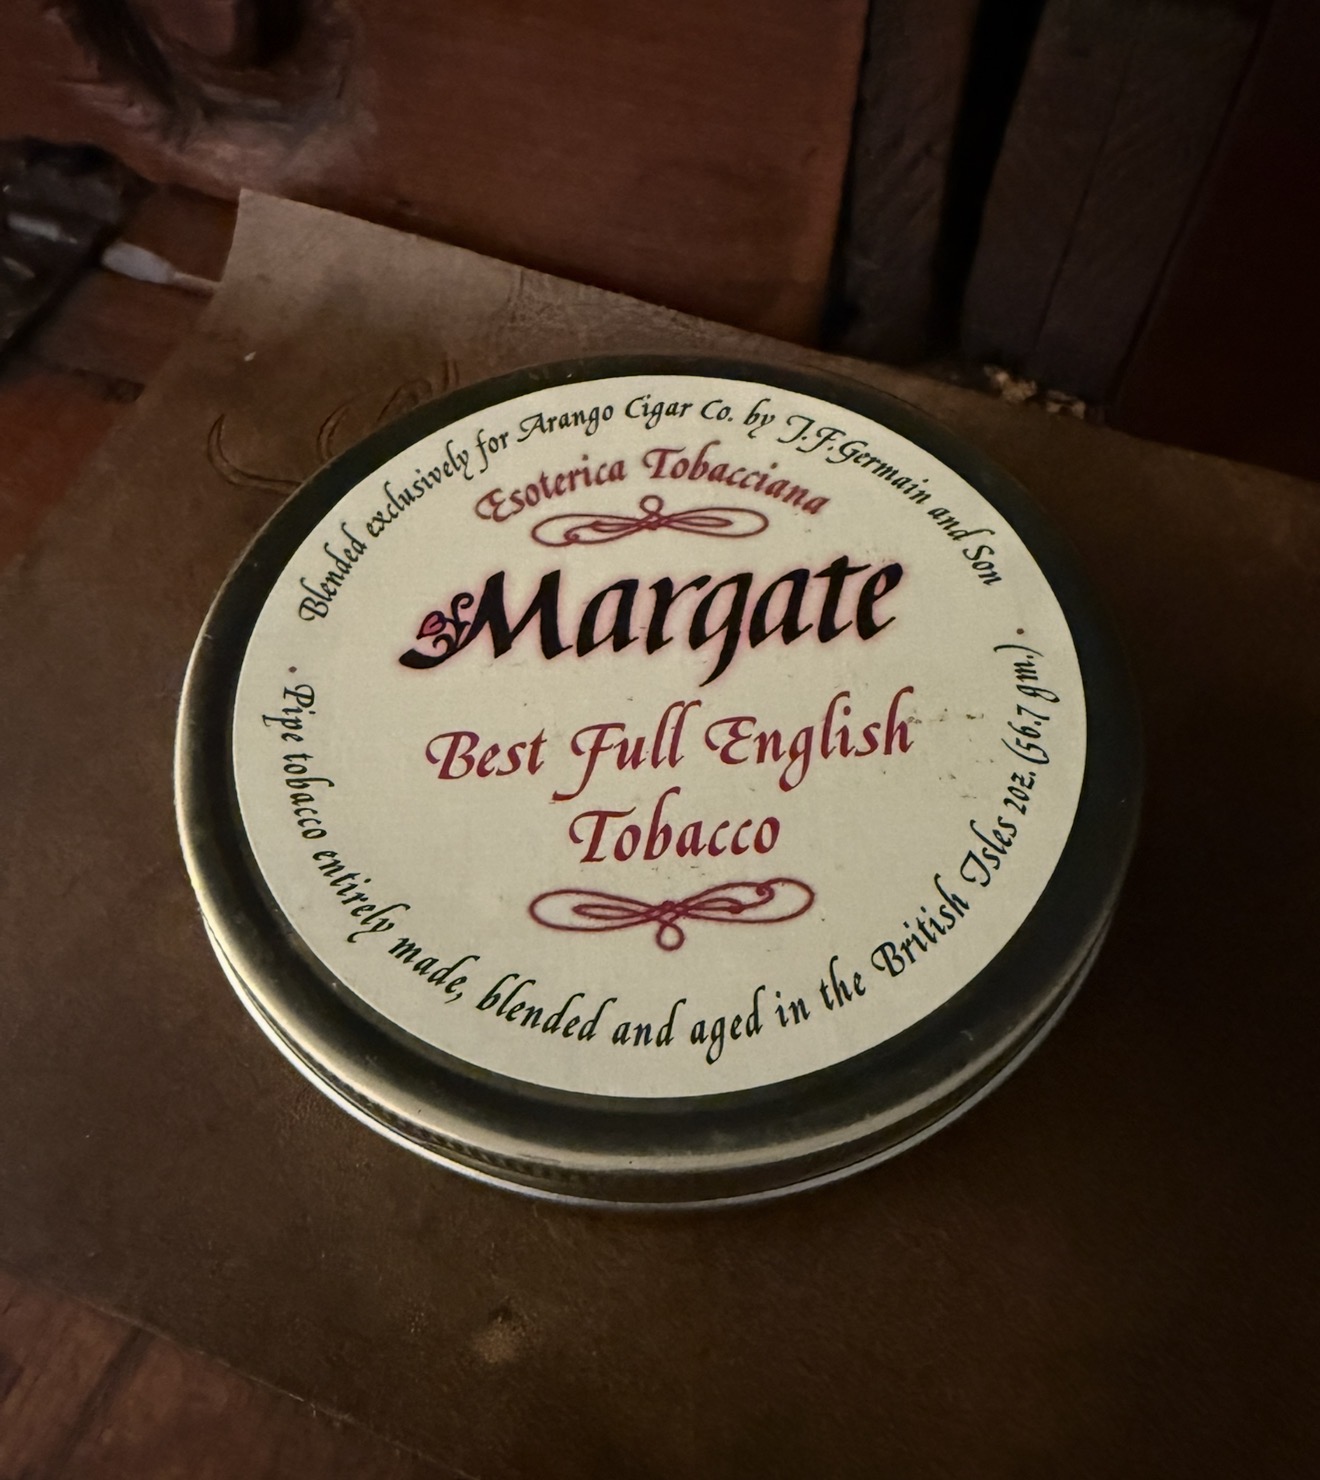 Blended exclusively for Arango Cigar Co. by J.F.Germain and Son
Esoterica Tobacciana
Margate
Best Full English
Tobacco
· Pipe tobacco entirely made, blended and aged in the British Isles 2oz. (56.7 gm.) ·